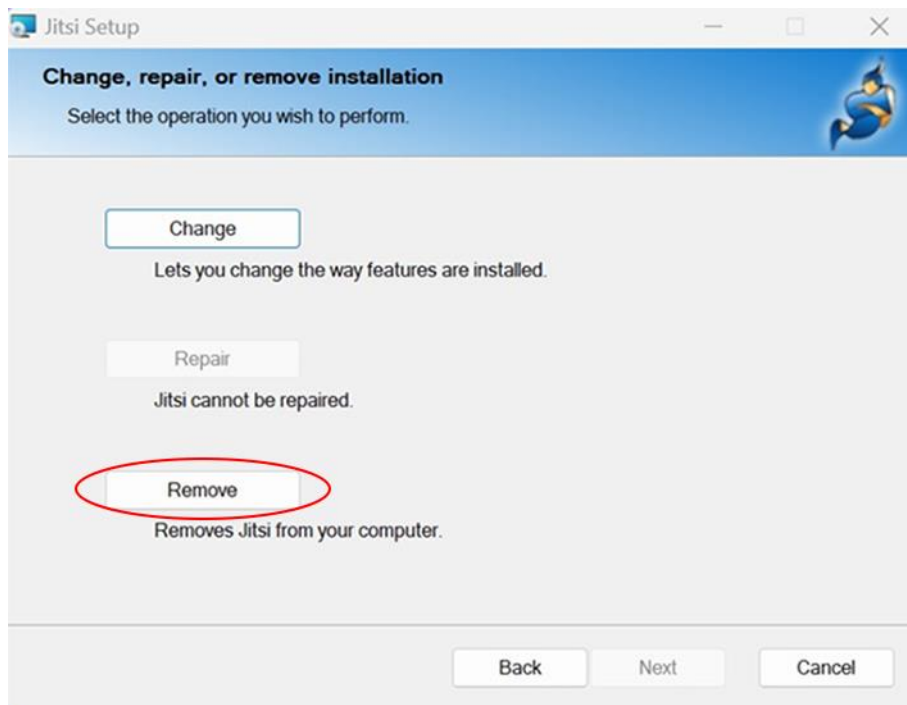 Jitsi Setup
Change, repair, or remove installation
Select the operation you wish to perform.
Change
Lets you change the way features are installed.
Repair
Jitsi cannot be repaired.
Remove
Removes Jitsi from your computer.
Back Next Cancel